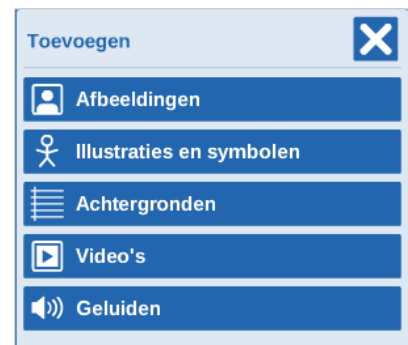 Toevoegen
Afbeeldingen
Illustraties en symbolen
Achtergronden
Video's
Geluiden